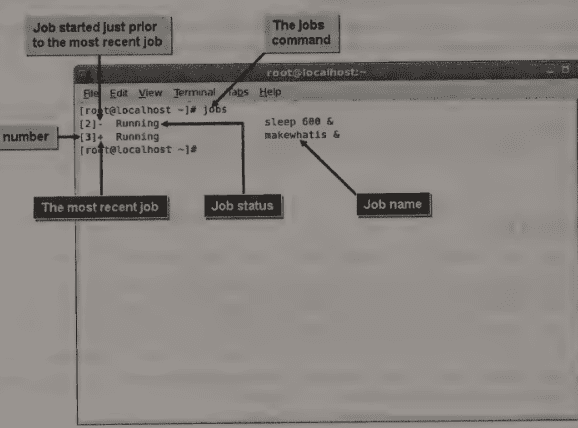 Job started just prior
to the most recent job
The jobs
command
root@localhost:~
File Edit View Terminal Tabs Help
[root@localhost ~]# jobs
[2]- Running sleep 600 &
number
[3]+ Running makewhatis &
[root@localhost ~]#
The most recent job
Job status
Job name